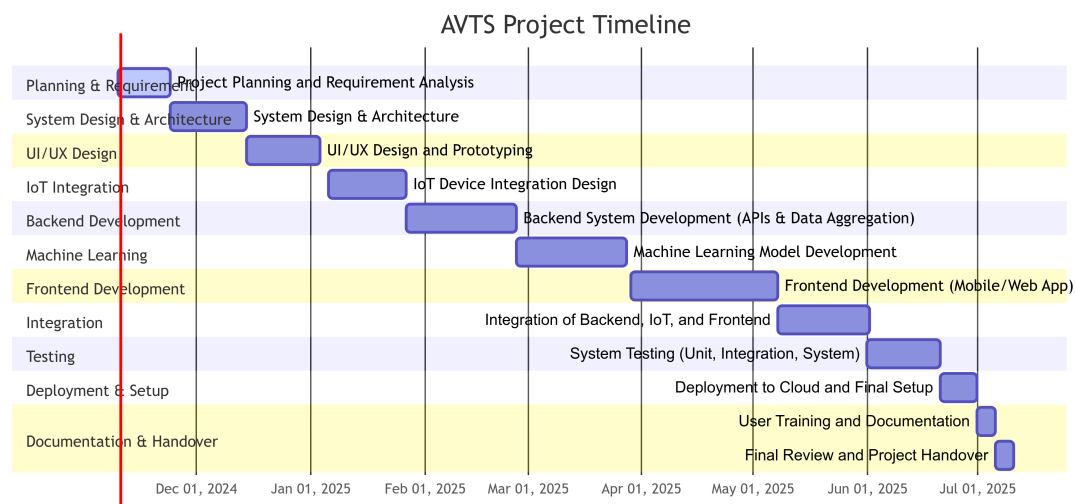 AVTS Project Timeline
Planning & Requirement
Project Planning and Requirement Analysis
System Design & Architecture
System Design & Architecture
UI/UX Design
UI/UX Design and Prototyping
IoT Integration
IoT Device Integration Design
Backend Development
Backend System Development (APIs & Data Aggregation)
Machine Learning
Machine Learning Model Development
Frontend Development
Frontend Development (Mobile/Web App)
Integration
Integration of Backend, IoT, and Frontend
Testing
System Testing (Unit, Integration, System)
Deployment & Setup
Deployment to Cloud and Final Setup
Documentation & Handover
User Training and Documentation
Final Review and Project Handover
Dec 01, 2024 Jan 01, 2025 Feb 01, 2025 Mar 01, 2025 Apr 01, 2025 May 01, 2025 Jun 01, 2025 Jul 01, 2025